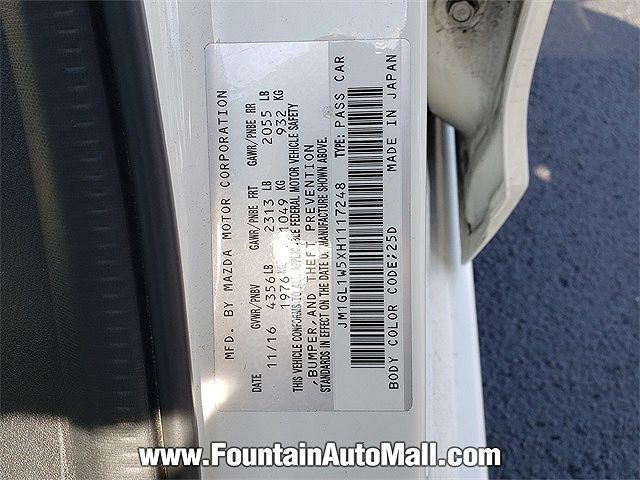 MFD. BY MAZDA MOTOR CORPORATION
DATE GVWR/PNBV GAWR/PNBE FRT GAWR/PNBE RR
11/16 4356LB 2313 LB 2055 LB
1976KG 1049 KG 932 KG
THIS VEHICLE CONFORMS TO ALL APPLICABLE FEDERAL MOTOR VEHICLE SAFETY
,BUMPER,AND THEFT PREVENTION
STANDARDS IN EFFECT ON THE DATE OF MANUFACTURE SHOWN ABOVE.
JM1GL1W5XH1117248 TYPE: PASS CAR
BODY COLOR CODE;25D MADE IN JAPAN
www.FountainAutoMall.com